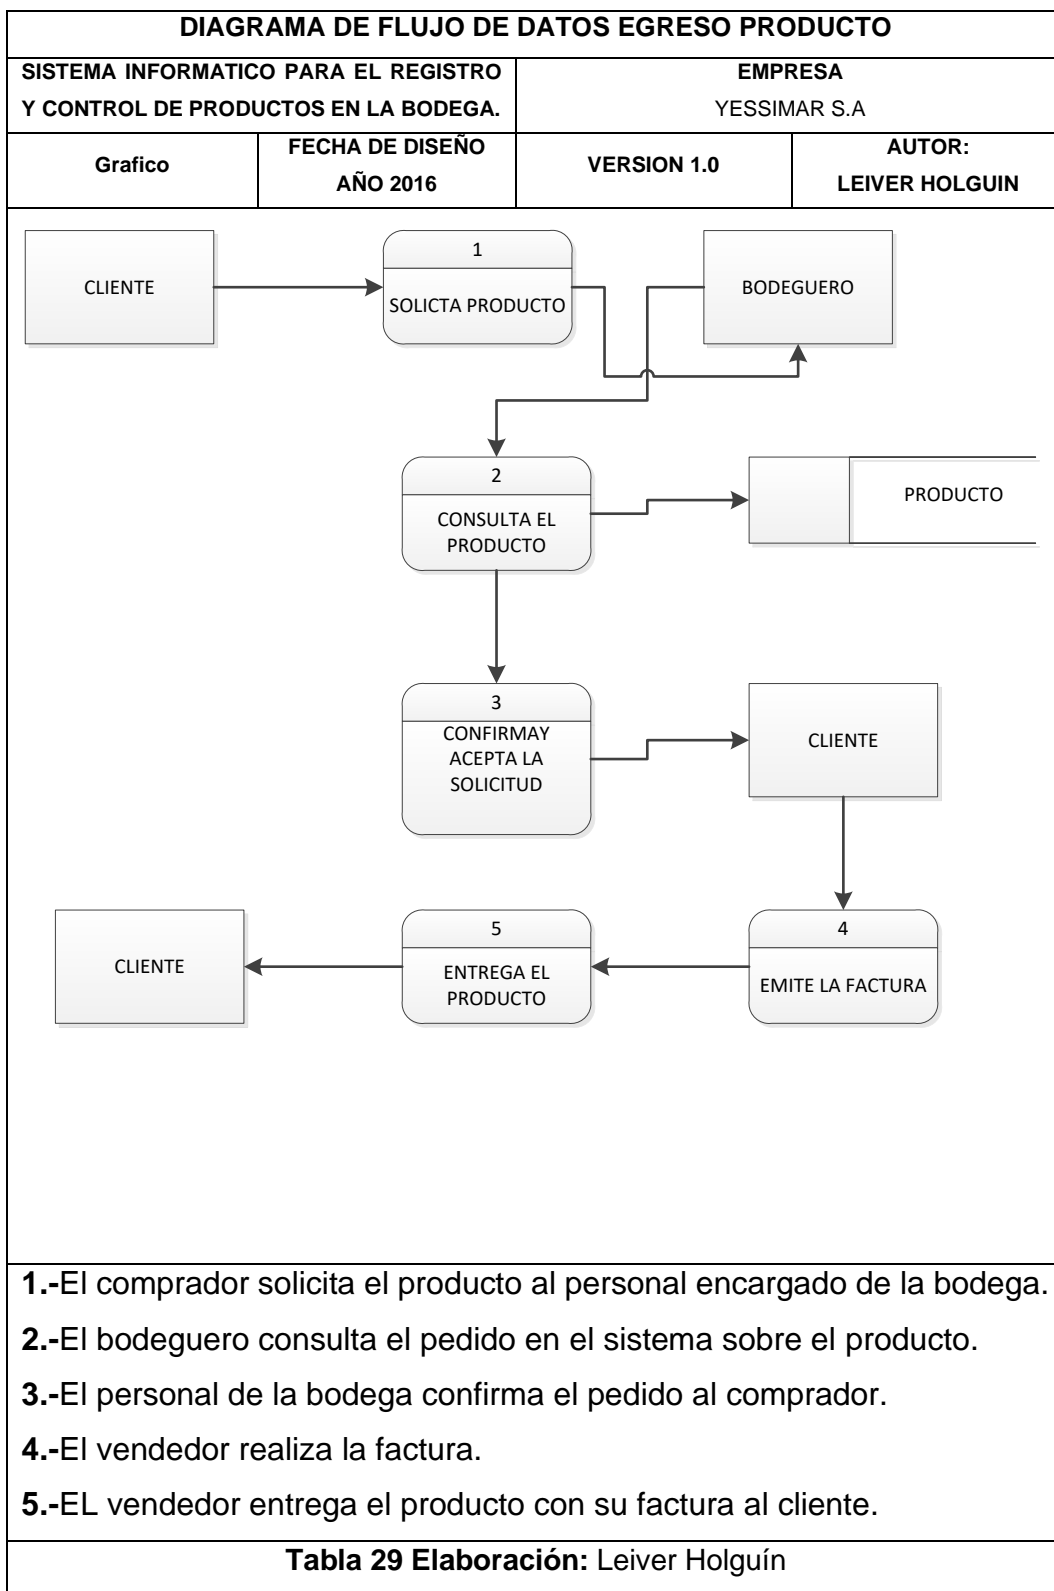 DIAGRAMA DE FLUJO DE DATOS EGRESO PRODUCTO
SISTEMA INFORMATICO PARA EL REGISTRO
Y CONTROL DE PRODUCTOS EN LA BODEGA.
EMPRESA
YESSIMAR S.A
Grafico
FECHA DE DISEÑO
AÑO 2016
VERSION 1.0
AUTOR:
LEIVER HOLGUIN
CLIENTE
1
SOLICTA PRODUCTO
BODEGUERO
2
CONSULTA EL
PRODUCTO
PRODUCTO
3
CONFIRMAY
ACEPTA LA
SOLICITUD
CLIENTE
CLIENTE
5
ENTREGA EL
PRODUCTO
4
EMITE LA FACTURA
1.-El comprador solicita el producto al personal encargado de la bodega.
2.-El bodeguero consulta el pedido en el sistema sobre el producto.
3.-El personal de la bodega confirma el pedido al comprador.
4.-El vendedor realiza la factura.
5.-EL vendedor entrega el producto con su factura al cliente.
Tabla 29 Elaboración: Leiver Holguín